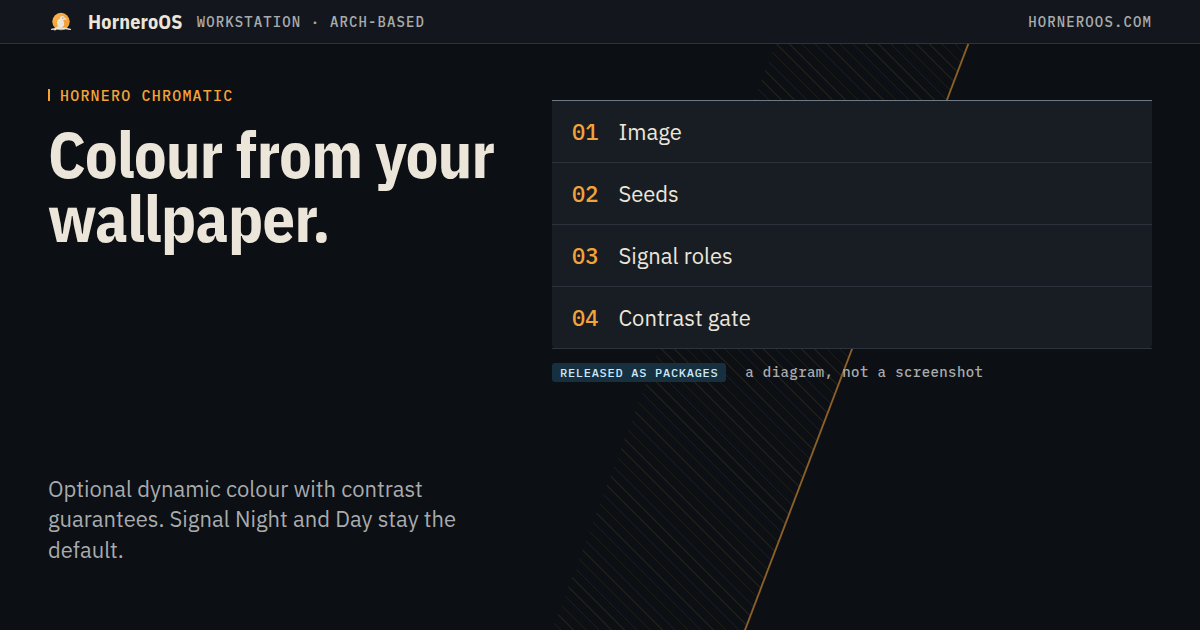 HorneroOS WORKSTATION · ARCH-BASED
HORNEROOS.COM
HORNERO CHROMATIC
Colour from your
wallpaper.
01 Image
02 Seeds
03 Signal roles
04 Contrast gate
RELEASED AS PACKAGES a diagram, not a screenshot
Optional dynamic colour with contrast
guarantees. Signal Night and Day stay the
default.